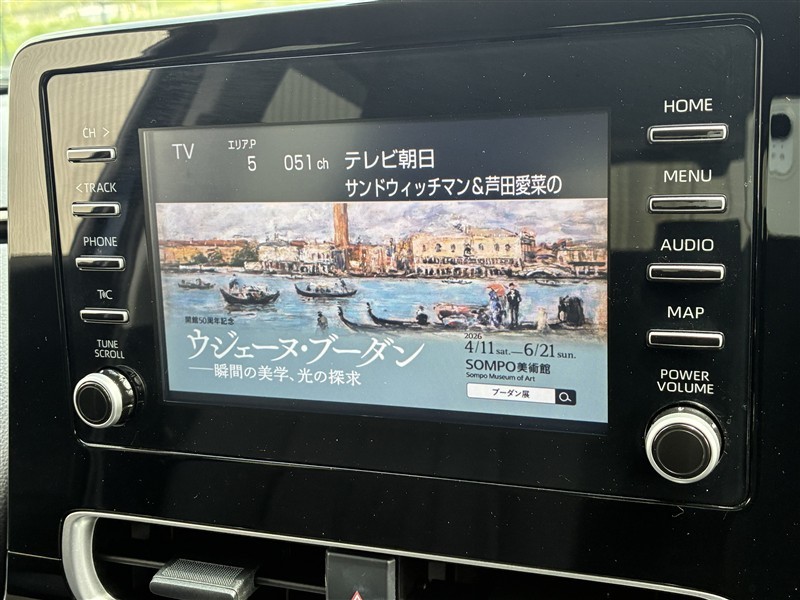 CH >
< TRACK
PHONE
T&C
TUNE
SCROLL
TV エリア.P 5 051 ch テレビ朝日
サンドウィッチマン&芦田愛菜の
開館50周年記念
ウジェーヌ・ブーダン
―瞬間の美学、光の探求
2026
4/11 sat.―6/21 sun.
SOMPO美術館
Sompo Museum of Art
ブーダン展
HOME
MENU
AUDIO
MAP
POWER
VOLUME